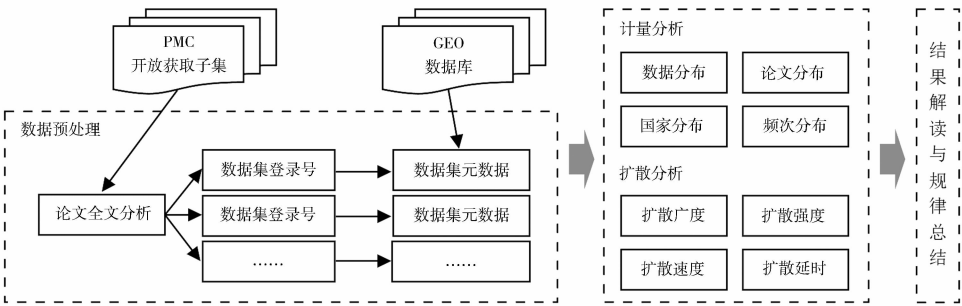 PMC
开放获取子集
GEO
数据库
数据预处理
论文全文分析
数据集登录号
数据集元数据
数据集登录号
数据集元数据
……
……
计量分析
数据分布
论文分布
国家分布
频次分布
扩散分析
扩散广度
扩散强度
扩散速度
扩散延时
结果解读与规律总结